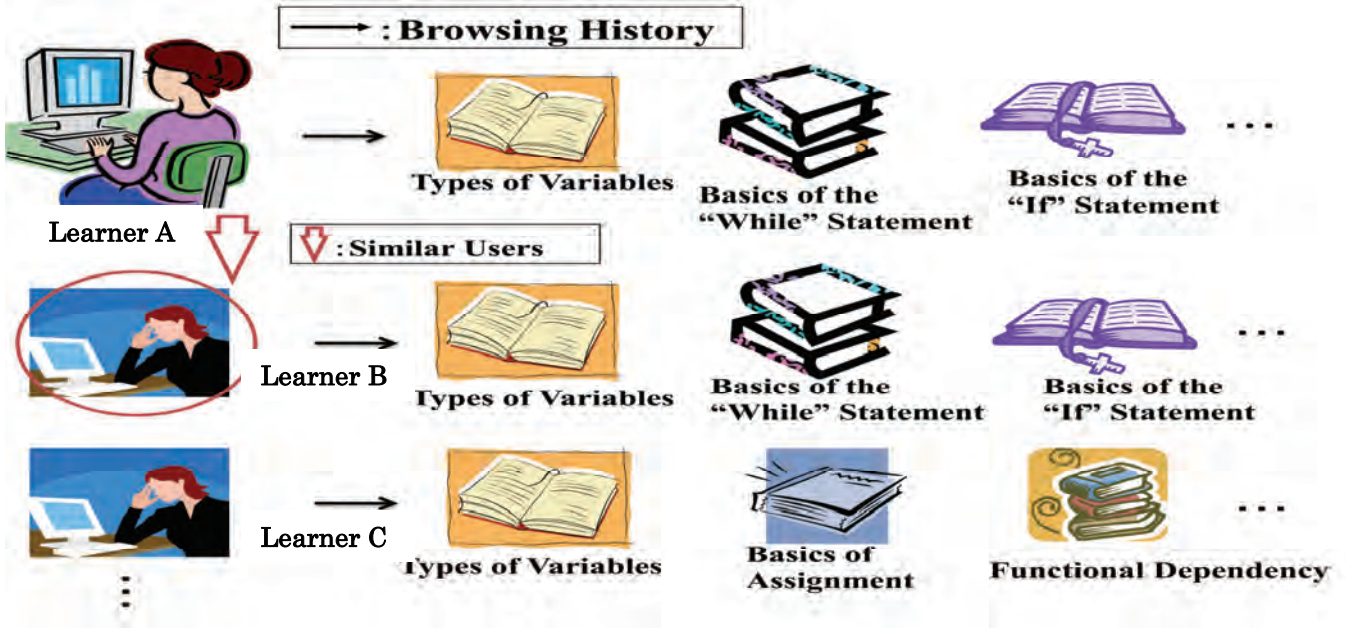 : Browsing History
Types of Variables
Basics of the
“While” Statement
Basics of the
“If” Statement
. . .
Learner A
: Similar Users
Learner B
Types of Variables
Basics of the
“While” Statement
Basics of the
“If” Statement
. . .
Learner C
Types of Variables
Basics of
Assignment
Functional Dependency
. . .